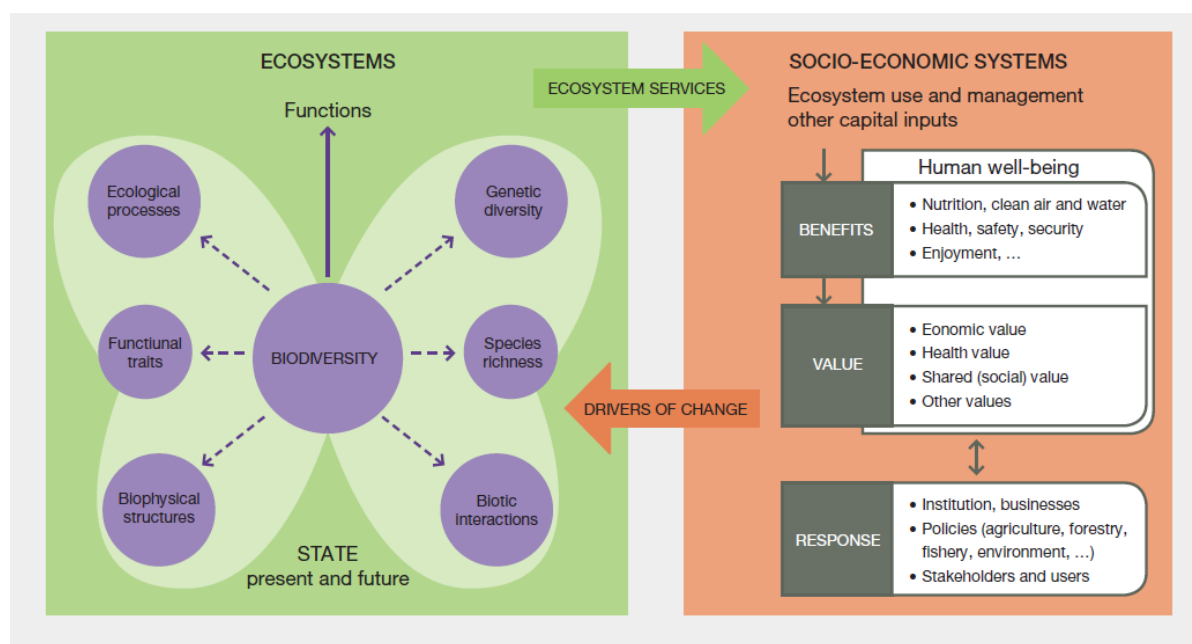 ECOSYSTEMS
Functions
Ecological
processes
Genetic
diversity
Functional
traits
BIODIVERSITY
Species
richness
Biophysical
structures
Biotic
interactions
STATE
present and future
ECOSYSTEM SERVICES
DRIVERS OF CHANGE
SOCIO-ECONOMIC SYSTEMS
Ecosystem use and management
other capital inputs
Human well-being
BENEFITS
• Nutrition, clean air and water
• Health, safety, security
• Enjoyment, ...
VALUE
• Eonomic value
• Health value
• Shared (social) value
• Other values
RESPONSE
• Institution, businesses
• Policies (agriculture, forestry,
fishery, environment, ...)
• Stakeholders and users